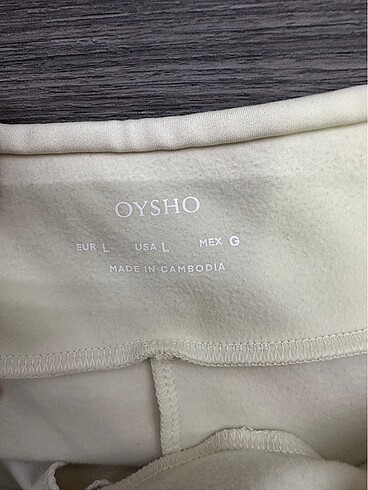 OYSHO
EUR L USA L MEX G
MADE IN CAMBODIA